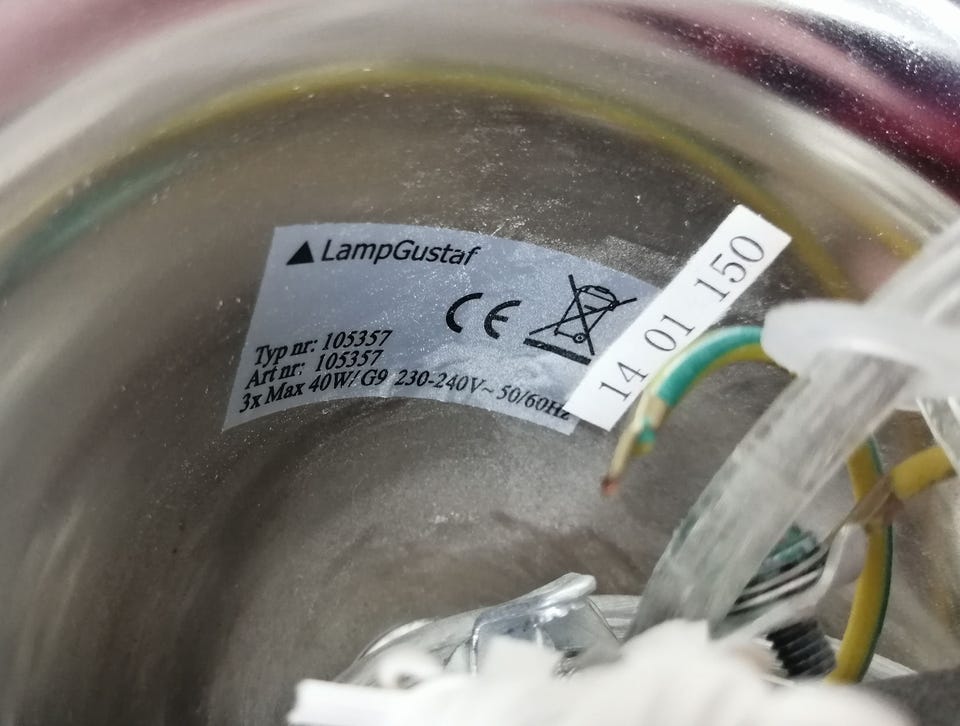 LampGustaf
CE
Typ nr: 105357
Art nr: 105357
3x Max 40W/ G9 230-240V~ 50/60Hz
14 01 150